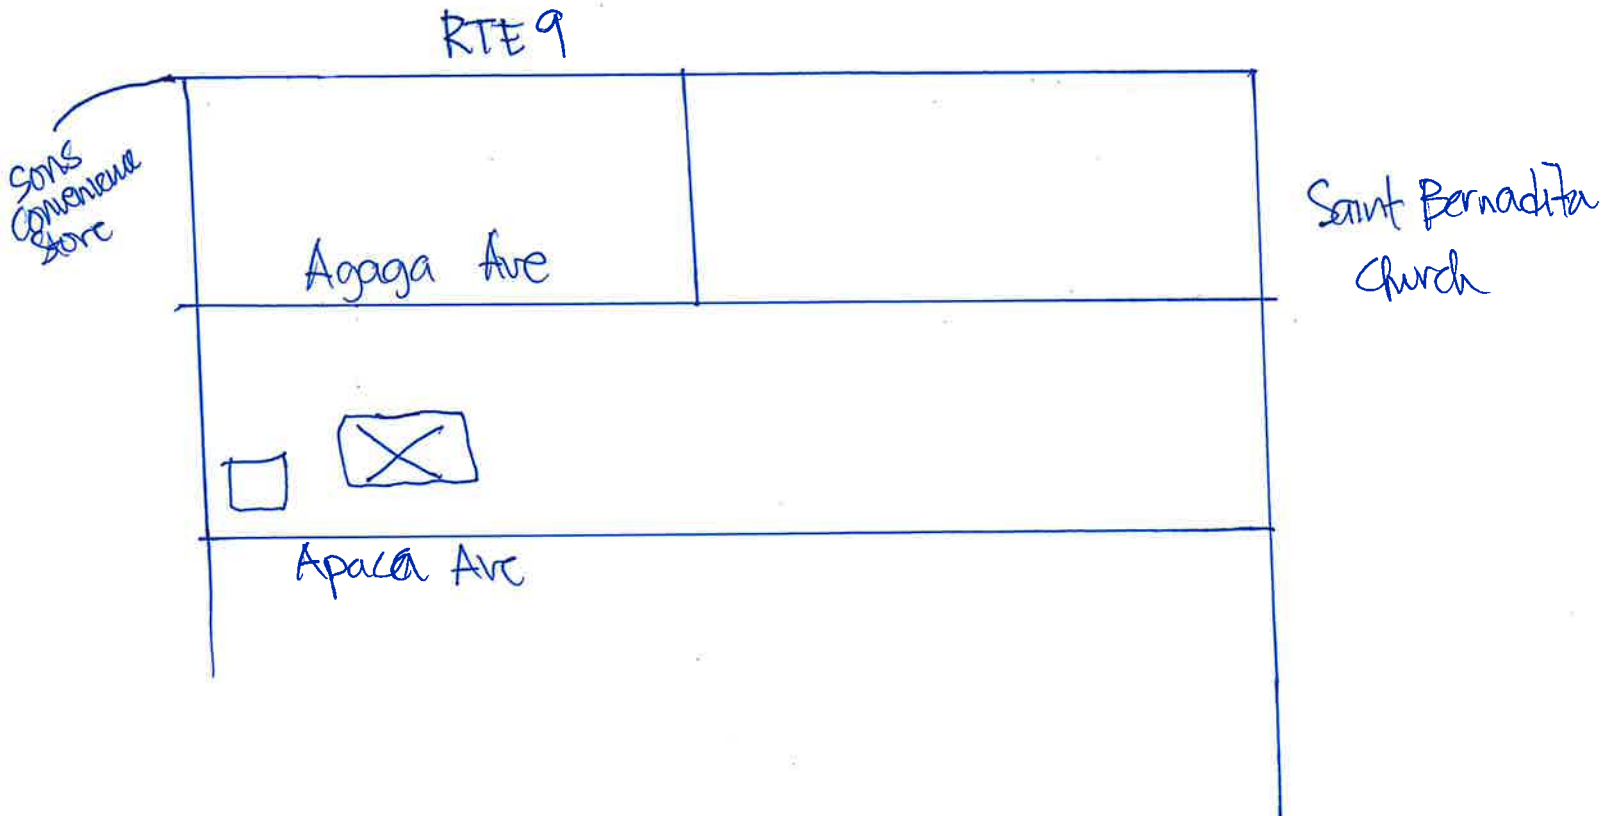 RTE 9
Sons
Convenience
Store
Saint Bernadita
Church
Agaga Ave
Apaca Ave